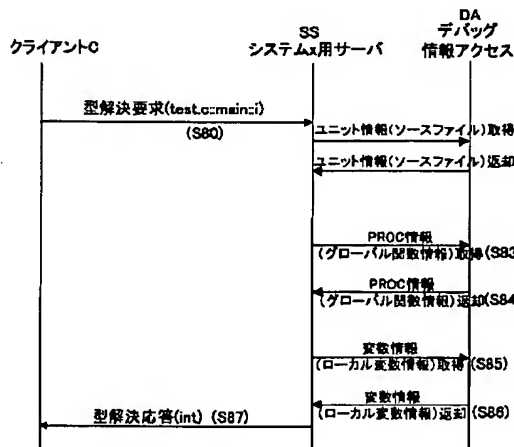 クライアントC
SS
システムx用サーバ
DA
デバッグ
情報アクセス
型解決要求(test.c::main::i)
(S80)
ユニット情報(ソースファイル)取得
ユニット情報(ソースファイル)返却
PROC情報
(グローバル関数情報)取得(S83
PROC情報
(グローバル関数情報)返却(S84
変数情報
(ローカル変数情報)取得(S85)
変数情報
(ローカル変数情報)返却(S86)
型解決応答(int) (S87)